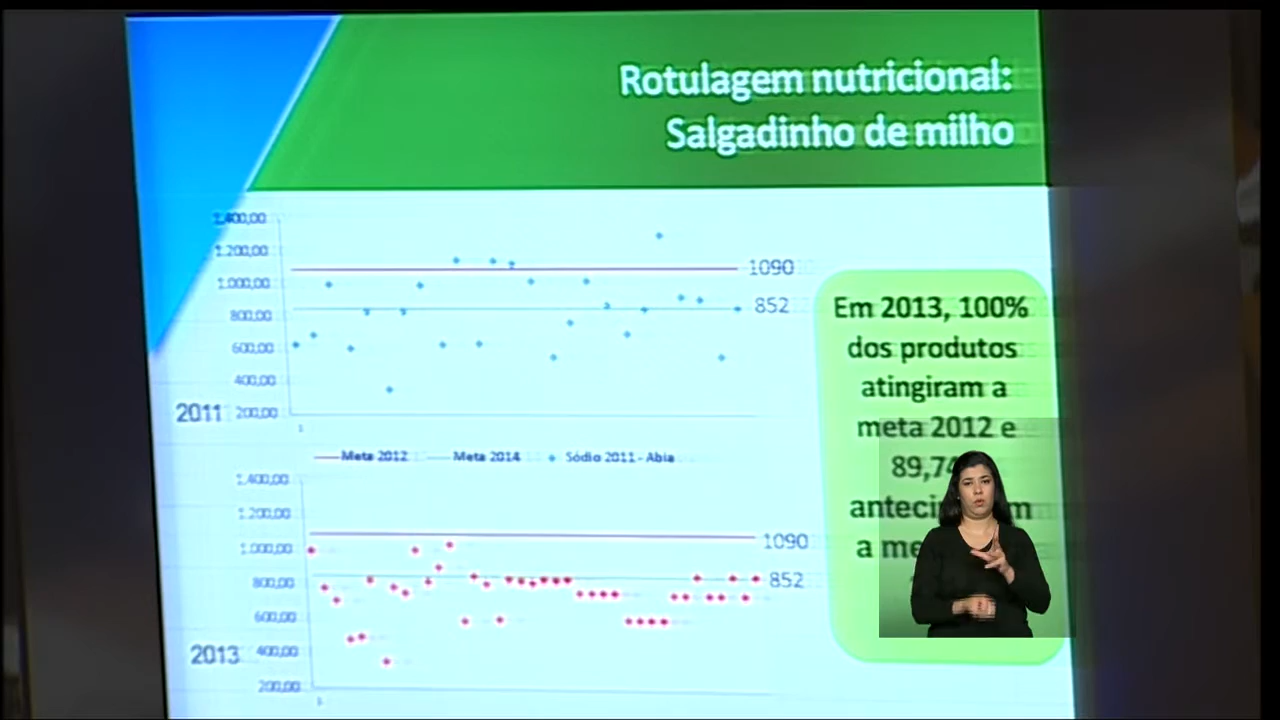 Rotulagem nutricional:
Salgadinho de milho
1.400,00
1.200,00
1.000,00
800,00
600,00
400,00
200,00
2011
1090
852
1
Meta 2012
Meta 2014
Sódio 2011 - Abia
1.400,00
1.200,00
1.000,00
800,00
600,00
400,00
200,00
2013
1090
852
Em 2013, 100%
dos produtos
atingiram a
meta 2012 e
89,74
a